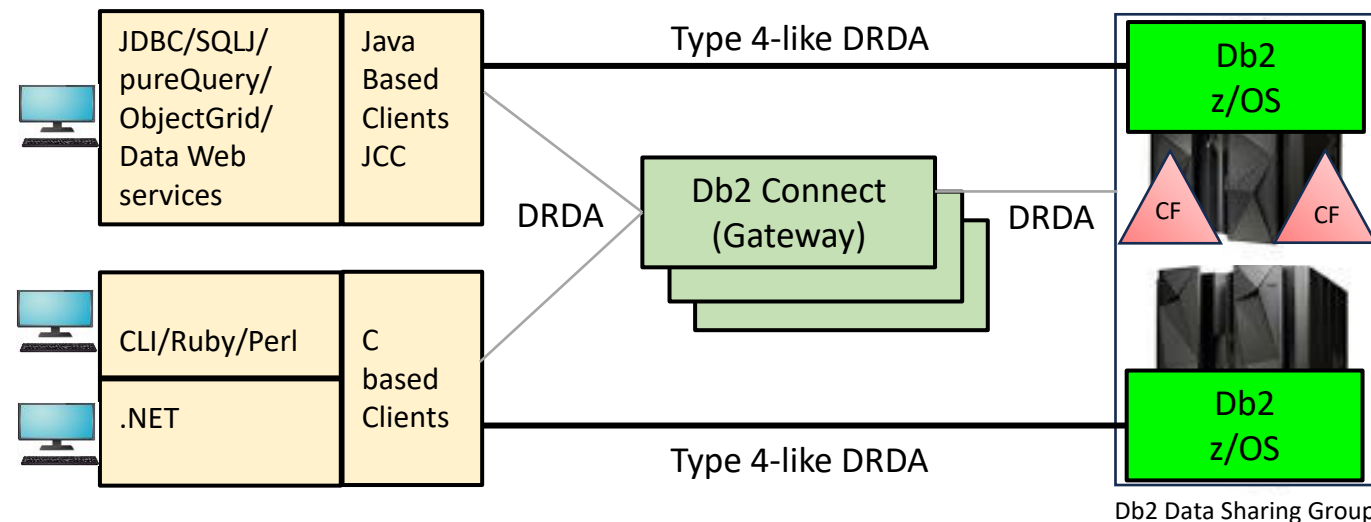 JDBC/SQLJ/
pureQuery/
ObjectGrid/
Data Web
services
Java
Based
Clients
JCC
Type 4-like DRDA
Db2
z/OS
CF
CF
DRDA
Db2 Connect
(Gateway)
DRDA
CLI/Ruby/Perl
.NET
C
based
Clients
Type 4-like DRDA
Db2
z/OS
Db2 Data Sharing Group